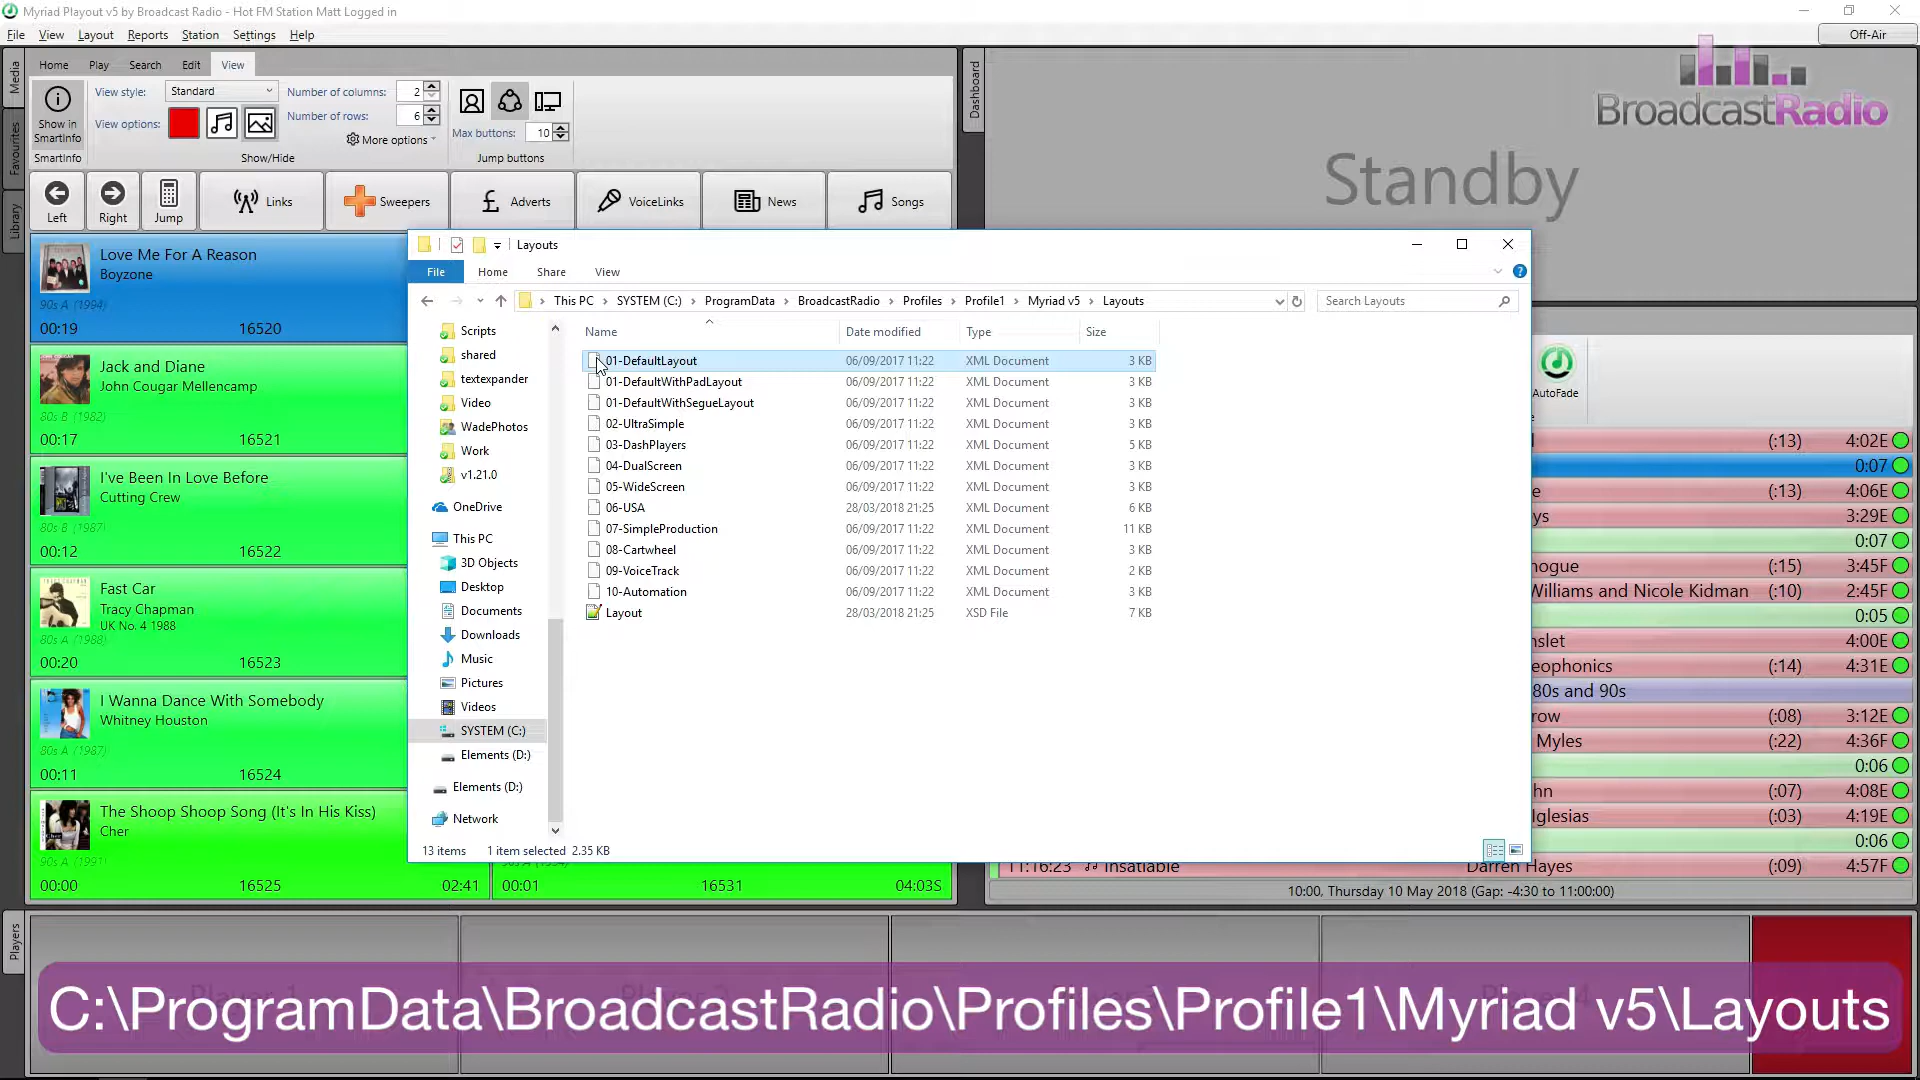 Myriad Playout v5 by Broadcast Radio - Hot FM Station Matt Logged in
File View Layout Reports Station Settings Help
Off-Air
Media
Favourites
Library
Home Play Search Edit View
Show in SmartInfo
SmartInfo
View style: Standard
View options:
Number of columns: 2
Number of rows: 6
More options
Show/Hide
Max buttons: 10
Jump buttons
Dashboard
BroadcastRadio
Standby
Left Right Jump Links Sweepers Adverts VoiceLinks News Songs
Love Me For A Reason
Boyzone
90s A (1994)
00:19 16520
Jack and Diane
John Cougar Mellencamp
80s B (1982)
00:17 16521
I've Been In Love Before
Cutting Crew
80s B (1987)
00:12 16522
Fast Car
Tracy Chapman
UK No. 4 1988
80s A (1988)
00:20 16523
I Wanna Dance With Somebody
Whitney Houston
80s A (1987)
00:11 16524
The Shoop Shoop Song (It's In His Kiss)
Cher
90s A (1991)
00:00 16525 02:41
00:01 16531 04:03S
Layouts
File Home Share View
This PC > SYSTEM (C:) > ProgramData > BroadcastRadio > Profiles > Profile1 > Myriad v5 > Layouts
Search Layouts
Scripts
shared
textexpander
Video
WadePhotos
Work
v1.21.0
OneDrive
This PC
3D Objects
Desktop
Documents
Downloads
Music
Pictures
Videos
SYSTEM (C:)
Elements (D:)
Elements (D:)
Network
Name Date modified Type Size
01-DefaultLayout 06/09/2017 11:22 XML Document 3 KB
01-DefaultWithPadLayout 06/09/2017 11:22 XML Document 3 KB
01-DefaultWithSegueLayout 06/09/2017 11:22 XML Document 3 KB
02-UltraSimple 06/09/2017 11:22 XML Document 3 KB
03-DashPlayers 06/09/2017 11:22 XML Document 5 KB
04-DualScreen 06/09/2017 11:22 XML Document 3 KB
05-WideScreen 06/09/2017 11:22 XML Document 3 KB
06-USA 28/03/2018 21:25 XML Document 6 KB
07-SimpleProduction 06/09/2017 11:22 XML Document 11 KB
08-Cartwheel 06/09/2017 11:22 XML Document 3 KB
09-VoiceTrack 06/09/2017 11:22 XML Document 2 KB
10-Automation 06/09/2017 11:22 XML Document 3 KB
Layout 28/03/2018 21:25 XSD File 7 KB
13 items 1 item selected 2.35 KB
AutoFade
(:13) 4:02E
0:07
(:13) 4:06E
3:29E
0:07
(:15) 3:45F
Williams and Nicole Kidman (:10) 2:45F
0:05
4:00E
(:14) 4:31E
80s and 90s
(:08) 3:12E
Myles (:22) 4:36F
0:06
(:07) 4:08E
Iglesias (:03) 4:19E
0:06
11:16:23 Insatiable Darren Hayes (:09) 4:57F
10:00, Thursday 10 May 2018 (Gap: -4:30 to 11:00:00)
Players
C:\ProgramData\BroadcastRadio\Profiles\Profile1\Myriad v5\Layouts